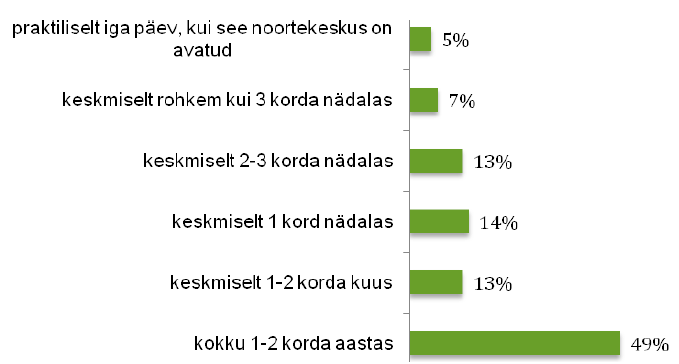 praktiliselt iga päev, kui see noortekeskus on
avatud
5%
keskmiselt rohkem kui 3 korda nädalas
7%
keskmiselt 2-3 korda nädalas
13%
keskmiselt 1 kord nädalas
14%
keskmiselt 1-2 korda kuus
13%
kokku 1-2 korda aastas
49%